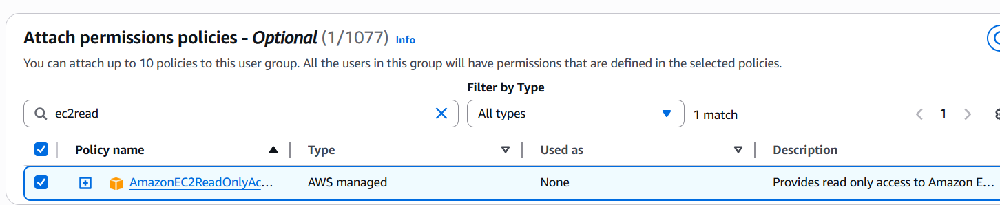 Attach permissions policies - Optional (1/1077) Info
You can attach up to 10 policies to this user group. All the users in this group will have permissions that are defined in the selected policies.
Filter by Type
ec2read All types 1 match 1
Policy name Type Used as Description
AmazonEC2ReadOnlyAc... AWS managed None Provides read only access to Amazon E...